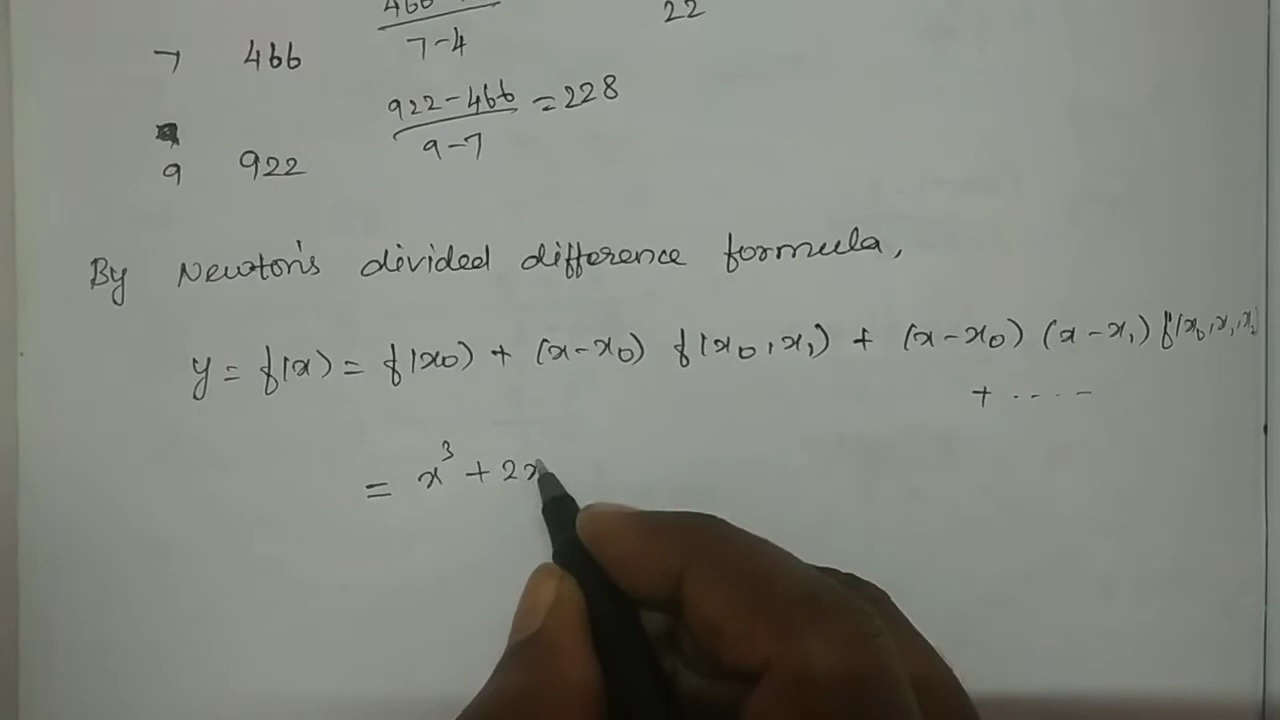 466
22
7 466 7-4
922-466 / 9-7 = 228
9 922
By Newton's divided difference formula,
y = f(x) = f(x₀) + (x-x₀) f(x₀,x₁) + (x-x₀) (x-x₁) f(x₀,x₁,x₂
+ ....
= x³ + 2x